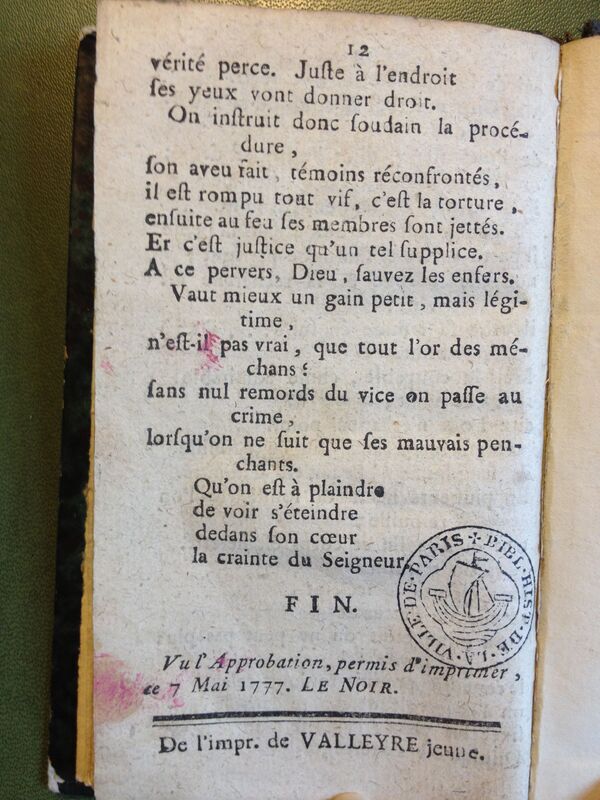 12
vérité perce. Juſte à l'endroit
ſes yeux vont donner droit.
On inſtruit donc ſoudain la procé-
dure,
ſon aveu fait, témoins réconfrontés,
il eſt rompu tout vif, c'eſt la torture,
enſuite au feu ſes membres ſont jettés.
Et c'eſt juſtice qu'un tel ſupplice.
A ce pervers, Dieu, ſauvez les enfers.
Vaut mieux un gain petit, mais légi-
time,
n'eſt-il pas vrai, que tout l'or des mé-
chans?
ſans nul remords du vice on paſſe au
crime,
lorſqu'on ne ſuit que ſes mauvais pen-
chants.
Qu'on eſt à plaindre
de voir s'éteindre
dedans ſon cœur
la crainte du Seigneur
FIN.
Vu l'Approbation, permis d'imprimer,
ce 7 Mai 1777. LE NOIR.
De l'impr. de VALLEYRE jeune.
BIBL. HIST. DE LA VILLE DE PARIS